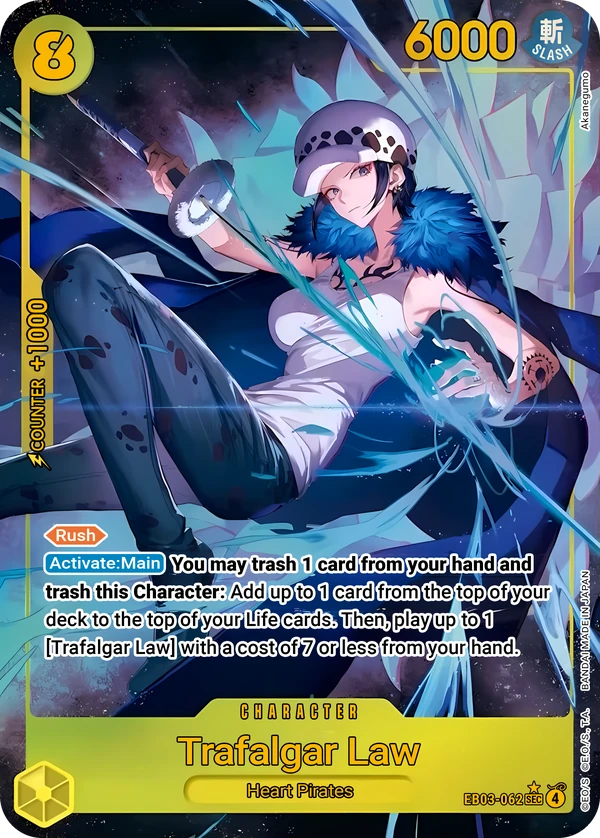 8
6000
斬
SLASH
Akanegumo
COUNTER +1000
Rush
Activate:Main You may trash 1 card from your hand and
trash this Character: Add up to 1 card from the top of your
deck to the top of your Life cards. Then, play up to 1
[Trafalgar Law] with a cost of 7 or less from your hand.
©EO/S ©E.O./S., T.A. BANDAI MADE IN JAPAN
CHARACTER
Trafalgar Law
Heart Pirates
EB03-062 SEC 4